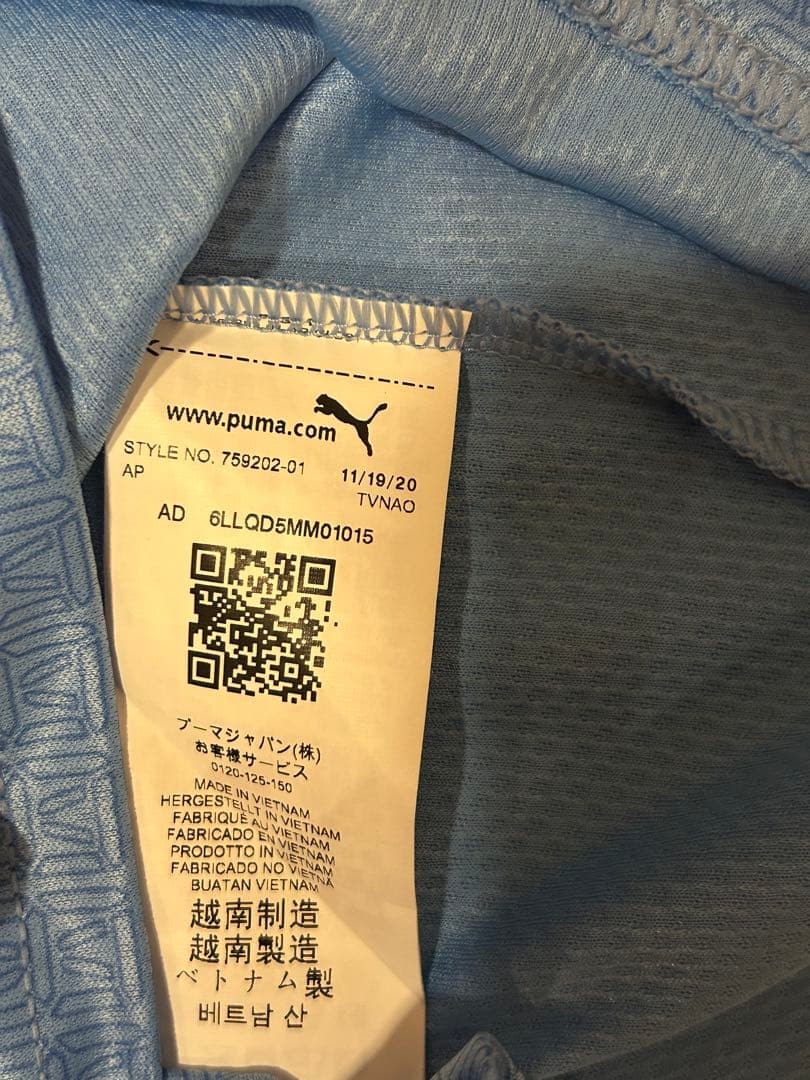 www.puma.com
STYLE NO. 759202-01 11/19/20
AP TVNAO
AD 6LLQD5MM01015
プーマジャパン(株)
お客様サービス
0120-125-150
MADE IN VIETNAM
HERGESTELLT IN VIETNAM
FABRIQUÉ AU VIETNAM
FABRICADO EN VIETNAM
PRODOTTO IN VIETNAM
FABRICADO NO VIETNÃ
BUATAN VIETNAM
越南制造
越南製造
ベトナム製
베트남 산